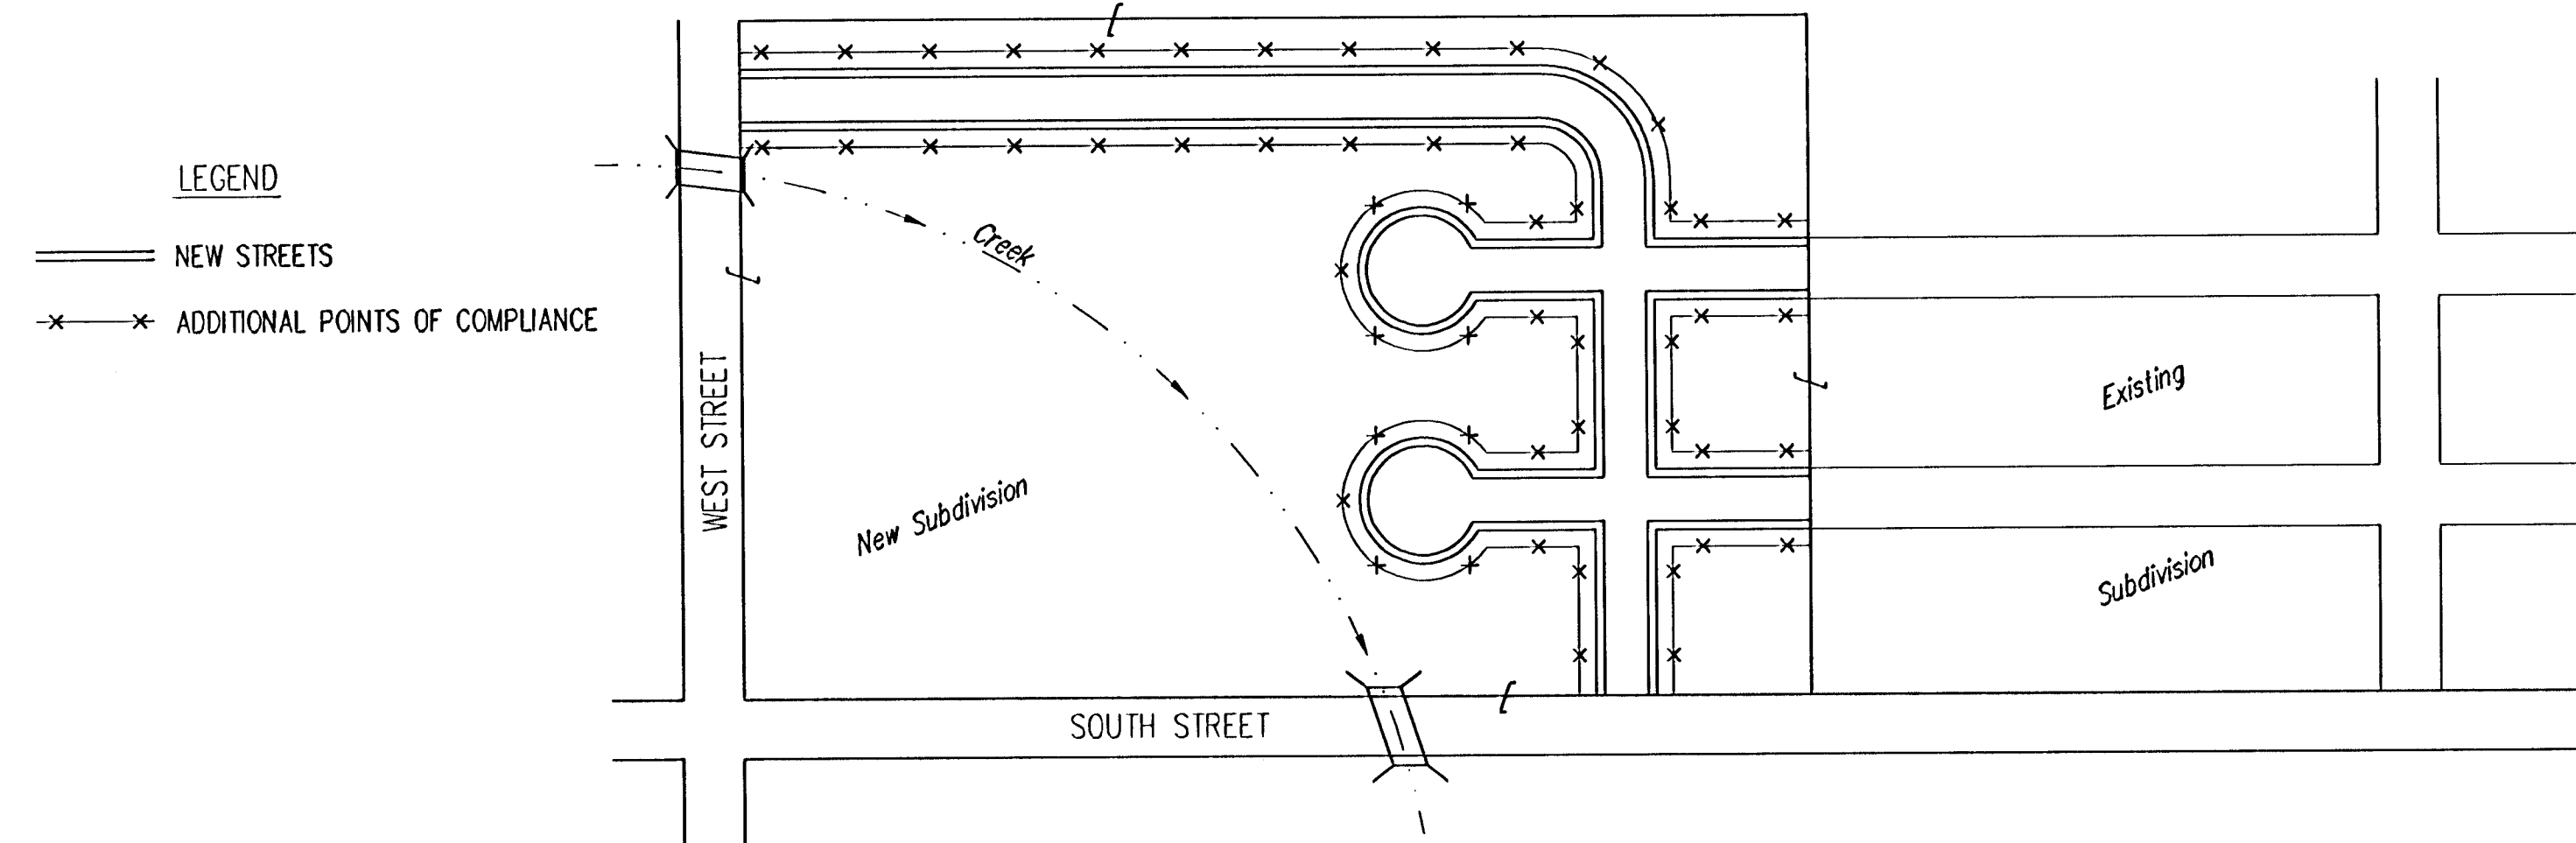 LEGEND
NEW STREETS
ADDITIONAL POINTS OF COMPLIANCE
Creek
WEST STREET
New Subdivision
Existing
Subdivision
SOUTH STREET